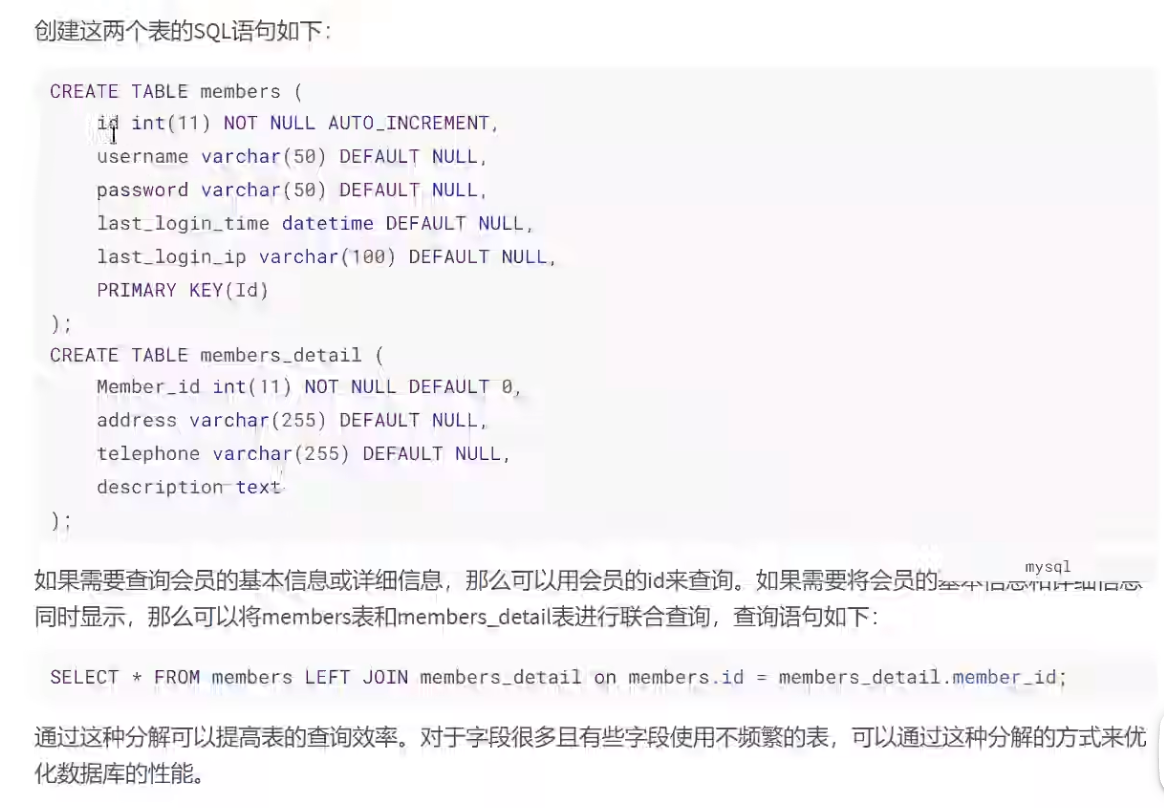 创建这两个表的SQL语句如下：
CREATE TABLE members (
id int(11) NOT NULL AUTO_INCREMENT,
username varchar(50) DEFAULT NULL,
password varchar(50) DEFAULT NULL,
last_login_time datetime DEFAULT NULL,
last_login_ip varchar(100) DEFAULT NULL,
PRIMARY KEY(Id)
);
CREATE TABLE members_detail (
Member_id int(11) NOT NULL DEFAULT 0,
address varchar(255) DEFAULT NULL,
telephone varchar(255) DEFAULT NULL,
description text
);
mysql
如果需要查询会员的基本信息或详细信息，那么可以用会员的id来查询。如果需要将会员的基本信息和详细信息
同时显示，那么可以将members表和members_detail表进行联合查询，查询语句如下：
SELECT * FROM members LEFT JOIN members_detail on members.id = members_detail.member_id;
通过这种分解可以提高表的查询效率。对于字段很多且有些字段使用不频繁的表，可以通过这种分解的方式来优
化数据库的性能。